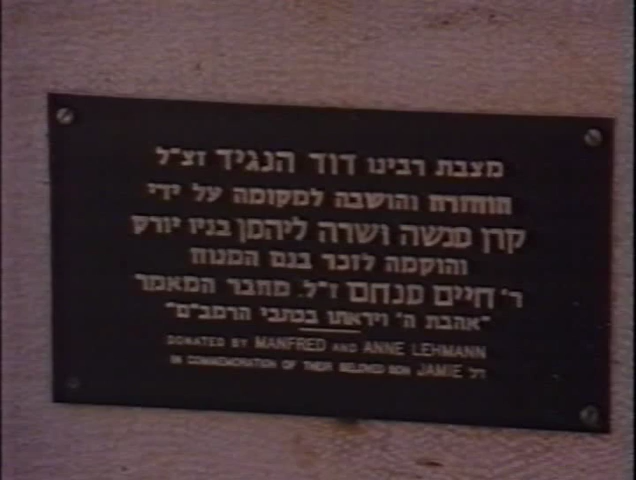 מצבת רבינו דוד הנגיד זצ"ל
הוחזרה והושבה למקומה על ידי
קרן מנשה ושרה ליהמן בניו יורק
והוקמה לזכר בנם המנוח
ר' חיים מנחם ז"ל. מחבר המאמר
"אהבת ה' ויראתו בכתבי הרמב"ם"
DONATED BY MANFRED AND ANNE LEHMANN
IN COMMEMORATION OF THEIR BELOVED SON JAMIE ז"ל